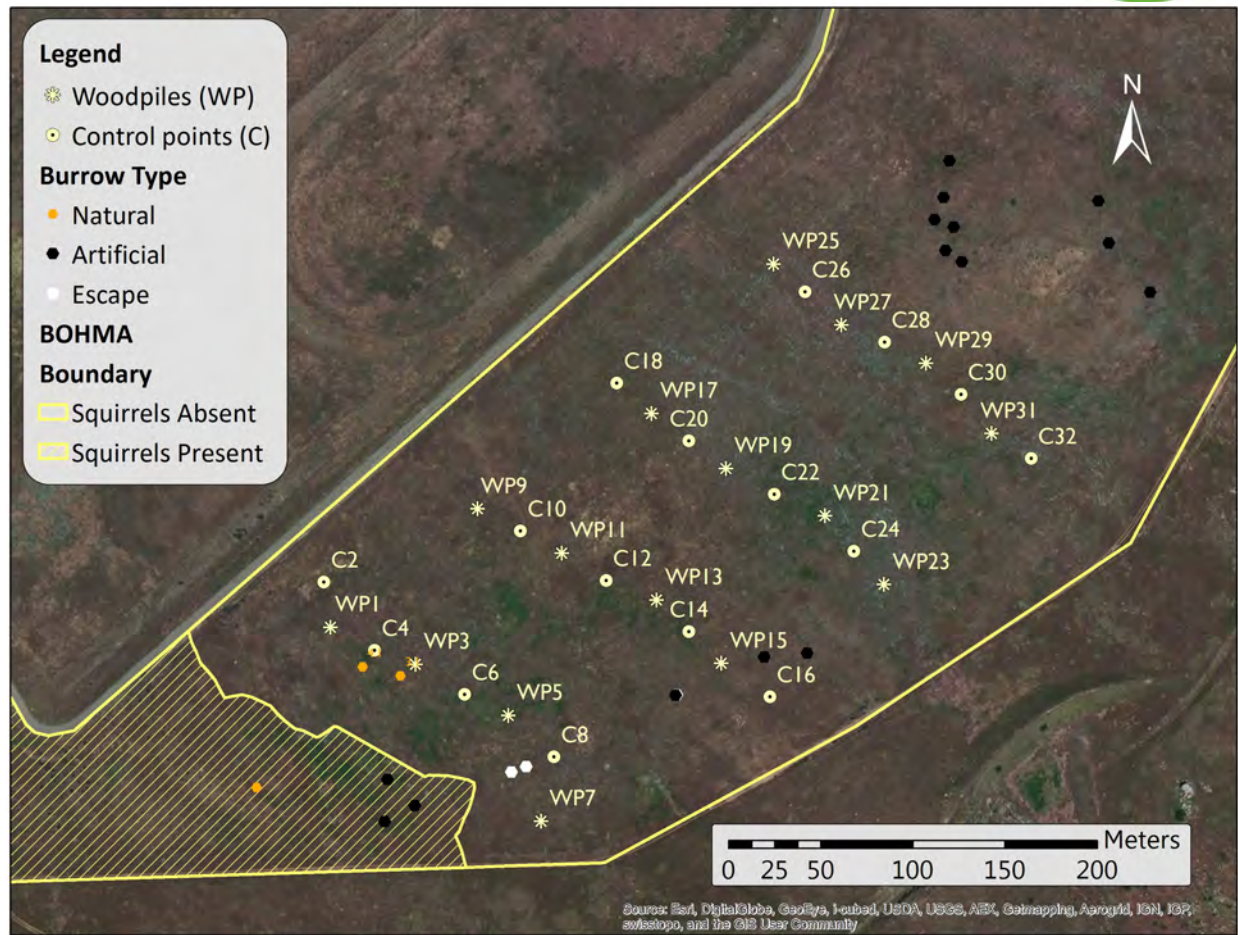 Legend
Woodpiles (WP)
Control points (C)
Burrow Type
Natural
Artificial
Escape
BOHMA
Boundary
Squirrels Absent
Squirrels Present
N
WP25
C26
WP27
C28
WP29
C30
WP31
C32
C18
WP17
C20
WP19
C22
WP21
C24
WP23
WP9
C10
WP11
C12
WP13
C14
WP15
C16
C2
WP1
C4
WP3
C6
WP5
C8
WP7
Meters
0 25 50 100 150 200
Source: Esri, DigitalGlobe, GeoEye, i-cubed, USDA, USGS, AEX, Getmapping, Aerogrid, IGN, IGP,
swisstopo, and the GIS User Community